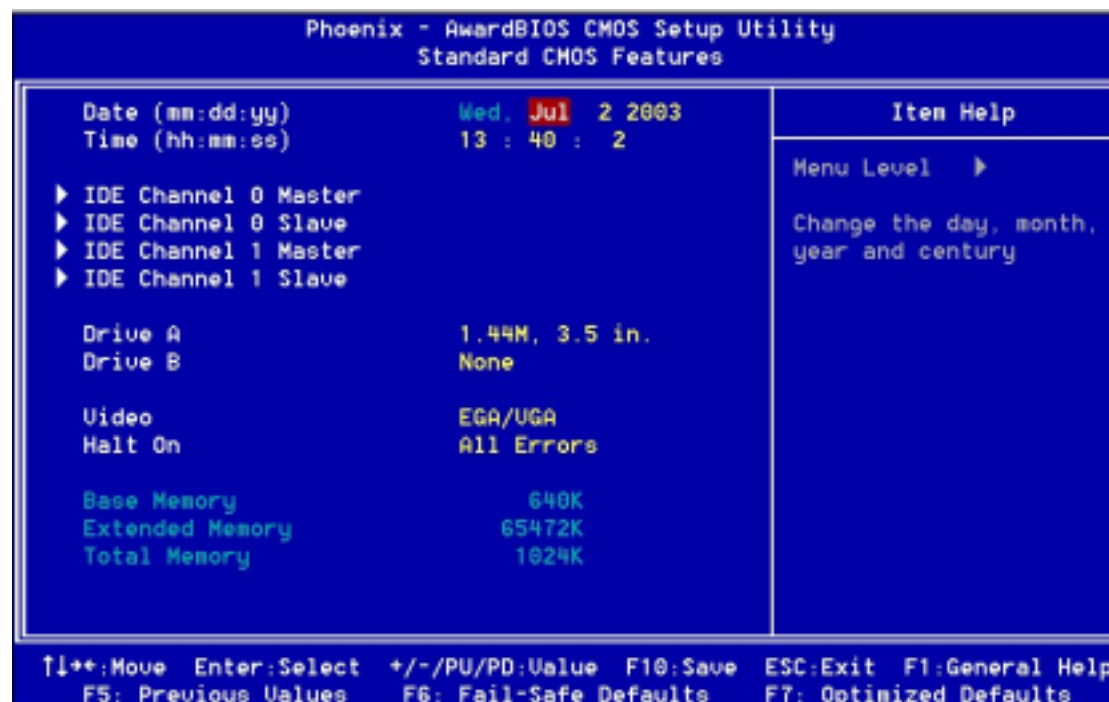 Phoenix - AwardBIOS CMOS Setup Utility
Standard CMOS Features
Date (mm:dd:yy) Wed, Jul 2 2003
Time (hh:mm:ss) 13 : 40 : 2
IDE Channel 0 Master
IDE Channel 0 Slave
IDE Channel 1 Master
IDE Channel 1 Slave
Drive A 1.44M, 3.5 in.
Drive B None
Video EGA/VGA
Halt On All Errors
Base Memory 640K
Extended Memory 65472K
Total Memory 1024K
Item Help
Menu Level
Change the day, month,
year and century
↑↓→←:Move Enter:Select +/-/PU/PD:Value F10:Save ESC:Exit F1:General Help
F5: Previous Values F6: Fail-Safe Defaults F7: Optimized Defaults